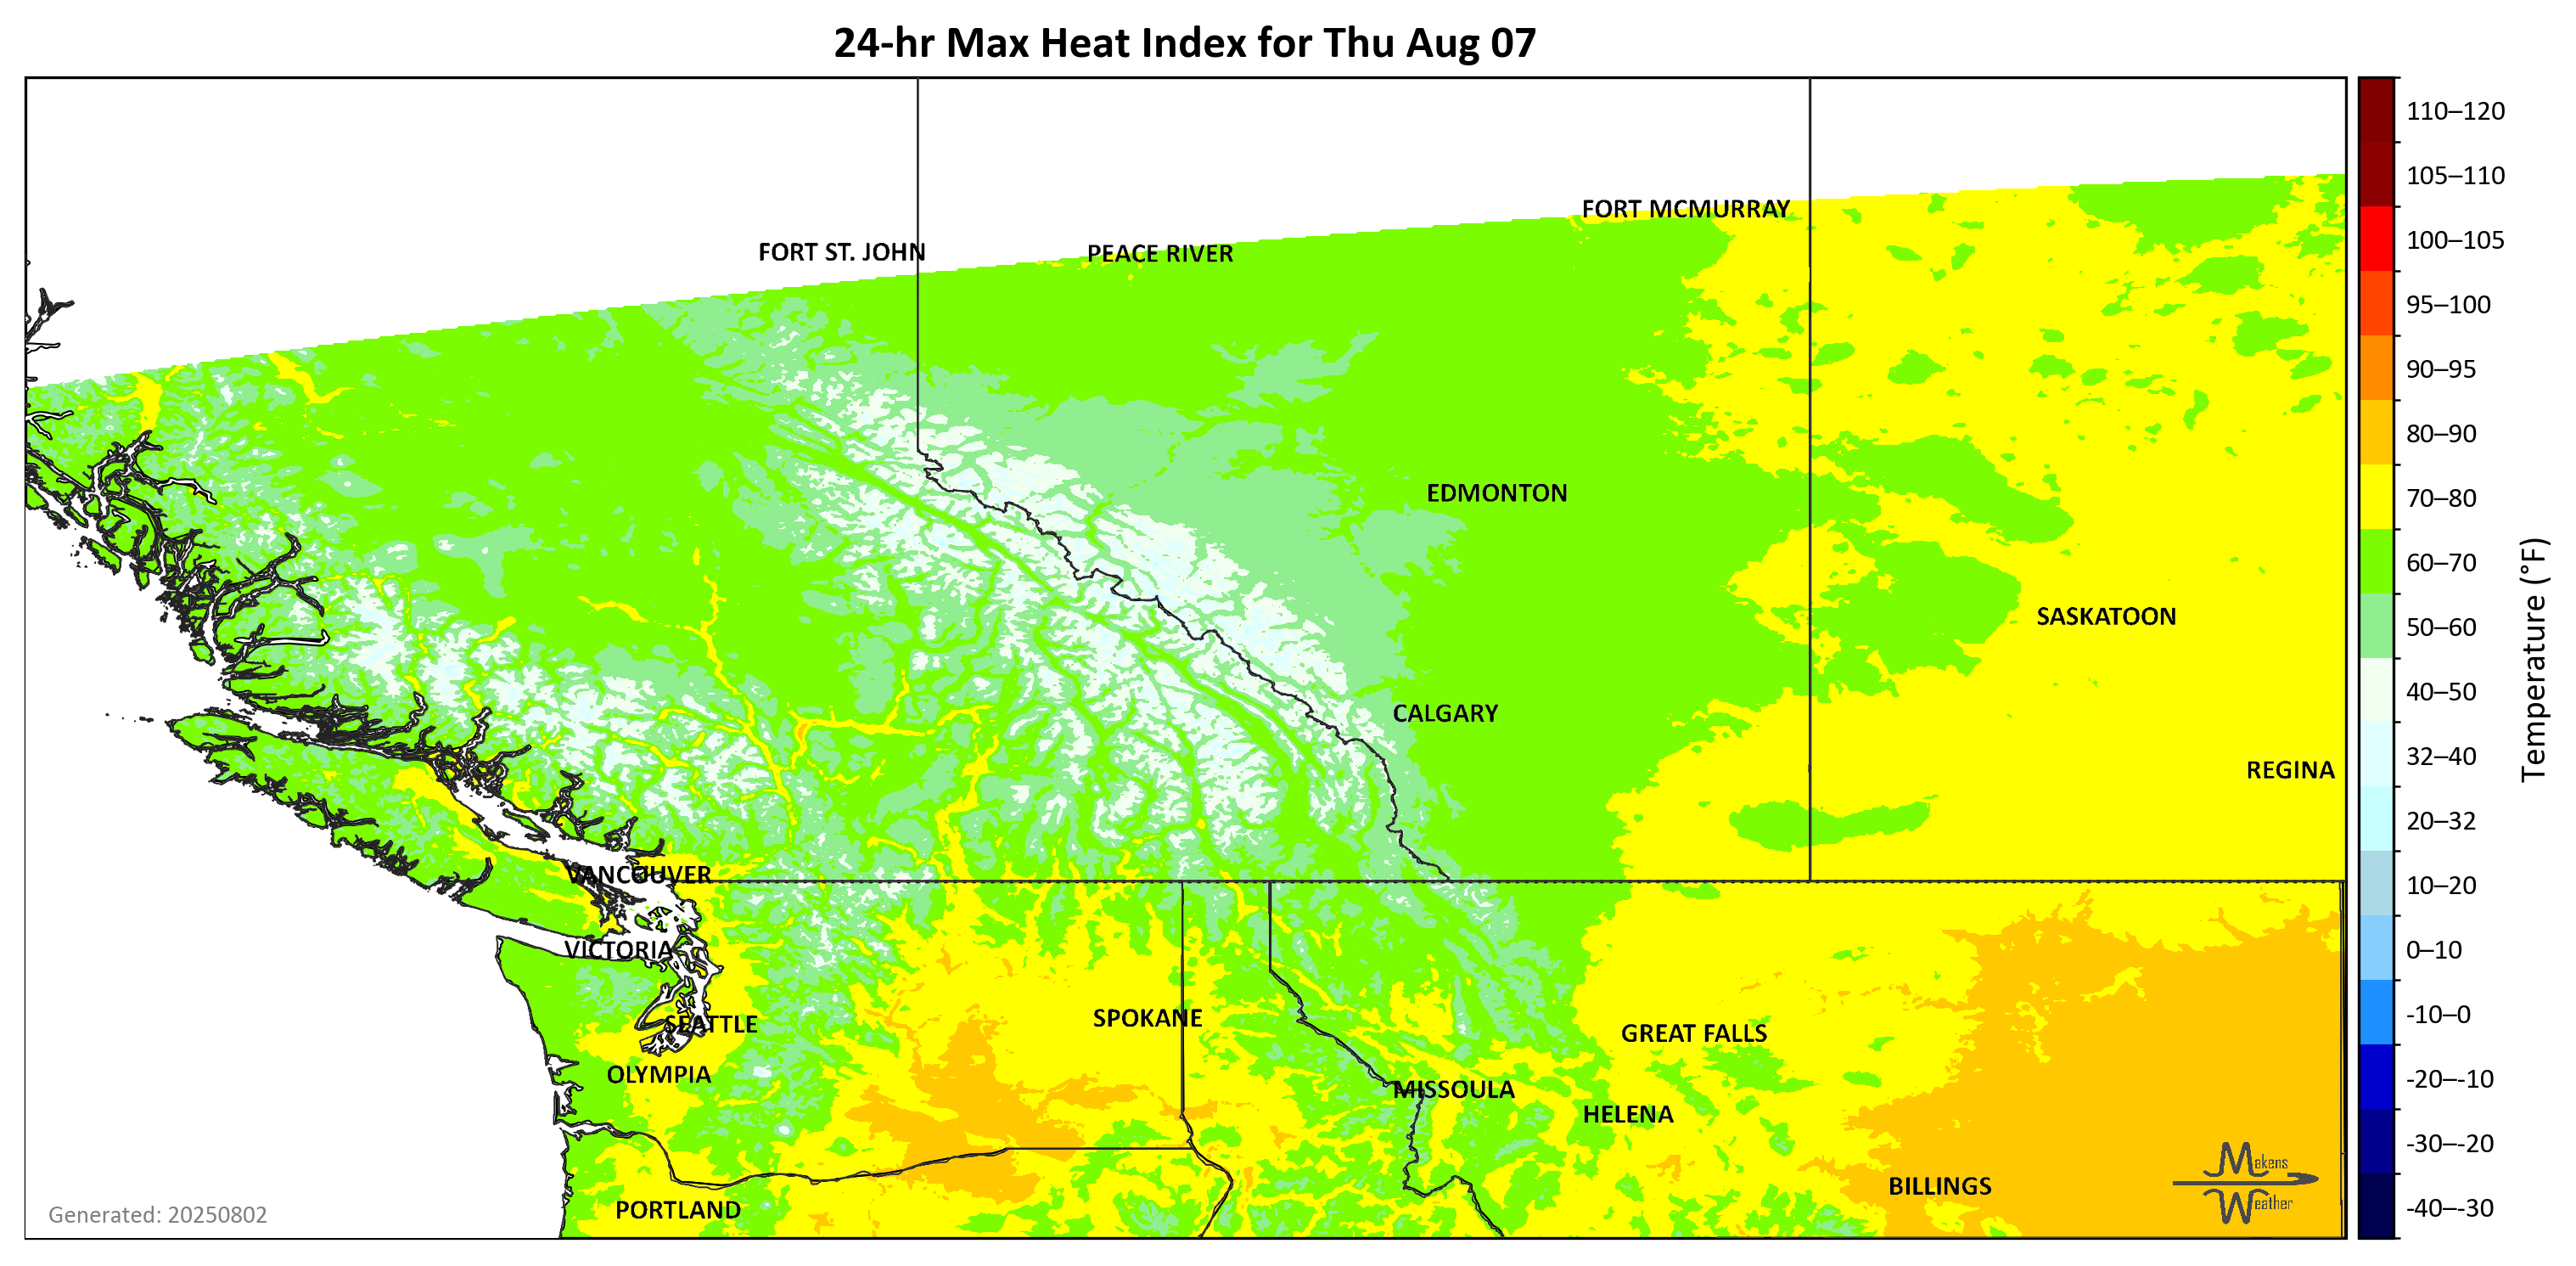 24-hr Max Heat Index for Thu Aug 07
110–120
105–110
100–105
95–100
90–95
80–90
70–80
60–70
50–60
40–50
32–40
20–32
10–20
0–10
-10–0
-20–-10
-30–-20
-40–-30
Temperature (°F)
FORT MCMURRAY
FORT ST. JOHN
PEACE RIVER
EDMONTON
SASKATOON
CALGARY
REGINA
VANCOUVER
VICTORIA
SEATTLE
SPOKANE
GREAT FALLS
OLYMPIA
MISSOULA
HELENA
BILLINGS
PORTLAND
Makens
Weather
Generated: 20250802